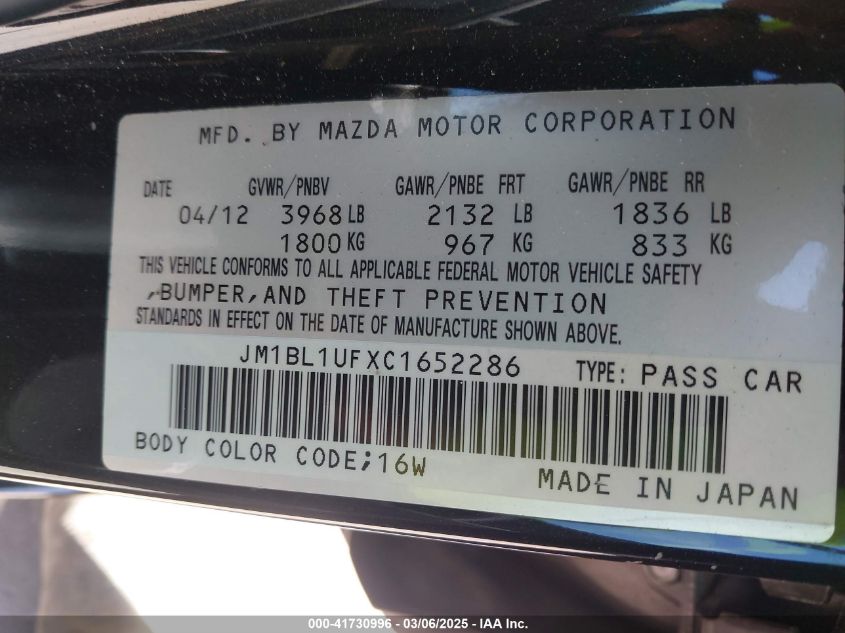 MFD. BY MAZDA MOTOR CORPORATION
DATE GVWR/PNBV GAWR/PNBE FRT GAWR/PNBE RR
04/12 3968 LB 2132 LB 1836 LB
1800 KG 967 KG 833 KG
THIS VEHICLE CONFORMS TO ALL APPLICABLE FEDERAL MOTOR VEHICLE SAFETY
,BUMPER,AND THEFT PREVENTION
STANDARDS IN EFFECT ON THE DATE OF MANUFACTURE SHOWN ABOVE.
JM1BL1UFXC1652286 TYPE: PASS CAR
BODY COLOR CODE;16W
MADE IN JAPAN
000-41730996 — 03/06/2025 — IAA Inc.